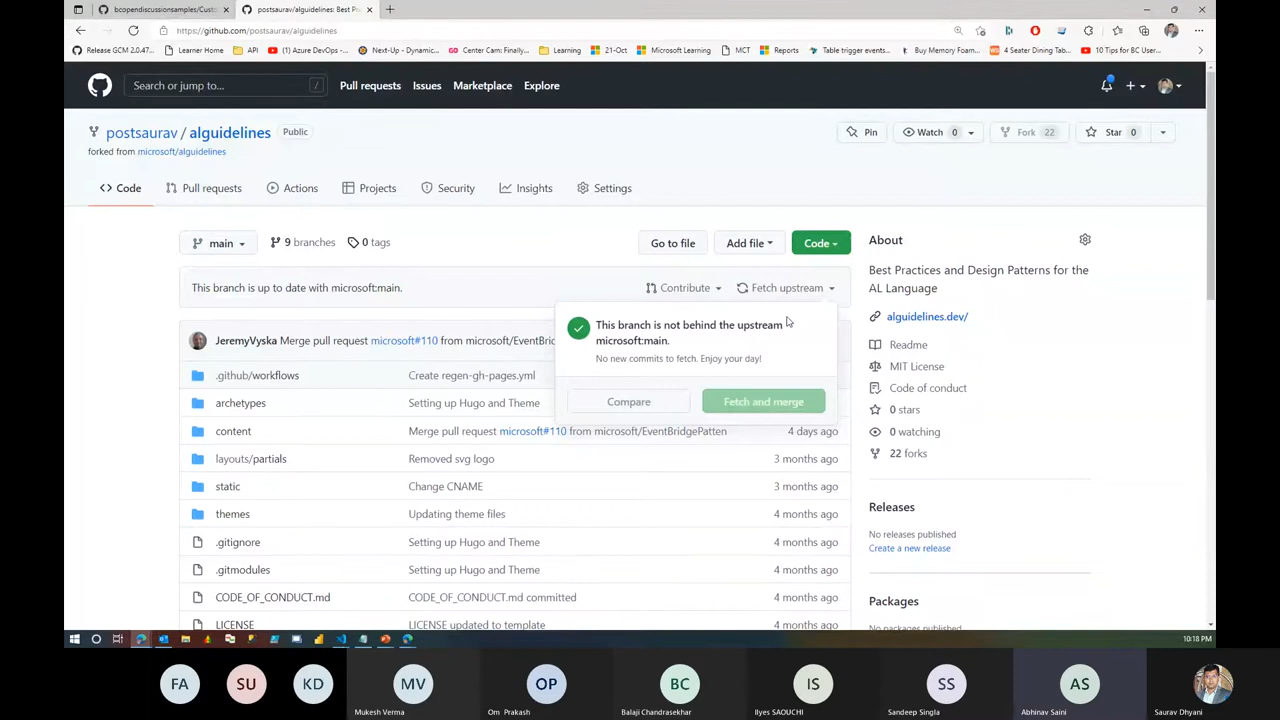 bcopendiscussionsamples/Custo
postsaurav/alguidelines: Best Pra
https://github.com/postsaurav/alguidelines
Release GCM 2.0.47...
Learner Home
API
(1) Azure DevOps -...
Next-Up - Dynamic...
Center Cam: Finally...
Learning
21-Oct
Microsoft Learning
MCT
Reports
Table trigger events...
Buy Memory Foam...
4 Seater Dining Tab...
10 Tips for BC User...
Search or jump to...
/
Pull requests
Issues
Marketplace
Explore
postsaurav / alguidelines
Public
forked from microsoft/alguidelines
Pin
Watch 0
Fork 22
Star 0
Code
Pull requests
Actions
Projects
Security
Insights
Settings
main
9 branches
0 tags
Go to file
Add file
Code
This branch is up to date with microsoft:main.
Contribute
Fetch upstream
This branch is not behind the upstream
microsoft:main.
No new commits to fetch. Enjoy your day!
Compare
Fetch and merge
JeremyVyska Merge pull request microsoft#110 from microsoft/EventBr
.github/workflows
Create regen-gh-pages.yml
archetypes
Setting up Hugo and Theme
content
Merge pull request microsoft#110 from microsoft/EventBridgePatten
4 days ago
layouts/partials
Removed svg logo
3 months ago
static
Change CNAME
3 months ago
themes
Updating theme files
4 months ago
.gitignore
Setting up Hugo and Theme
4 months ago
.gitmodules
Setting up Hugo and Theme
4 months ago
CODE_OF_CONDUCT.md
CODE_OF_CONDUCT.md committed
4 months ago
LICENSE
LICENSE updated to template
4 months ago
About
Best Practices and Design Patterns for the
AL Language
alguidelines.dev/
Readme
MIT License
Code of conduct
0 stars
0 watching
22 forks
Releases
No releases published
Create a new release
Packages
No packages published
10:18 PM
FA
SU
KD
MV
Mukesh Verma
OP
Om Prakash
BC
Balaji Chandrasekhar
IS
Ilyes SAOUCHI
SS
Sandeep Singla
AS
Abhinav Saini
Saurav Dhyani